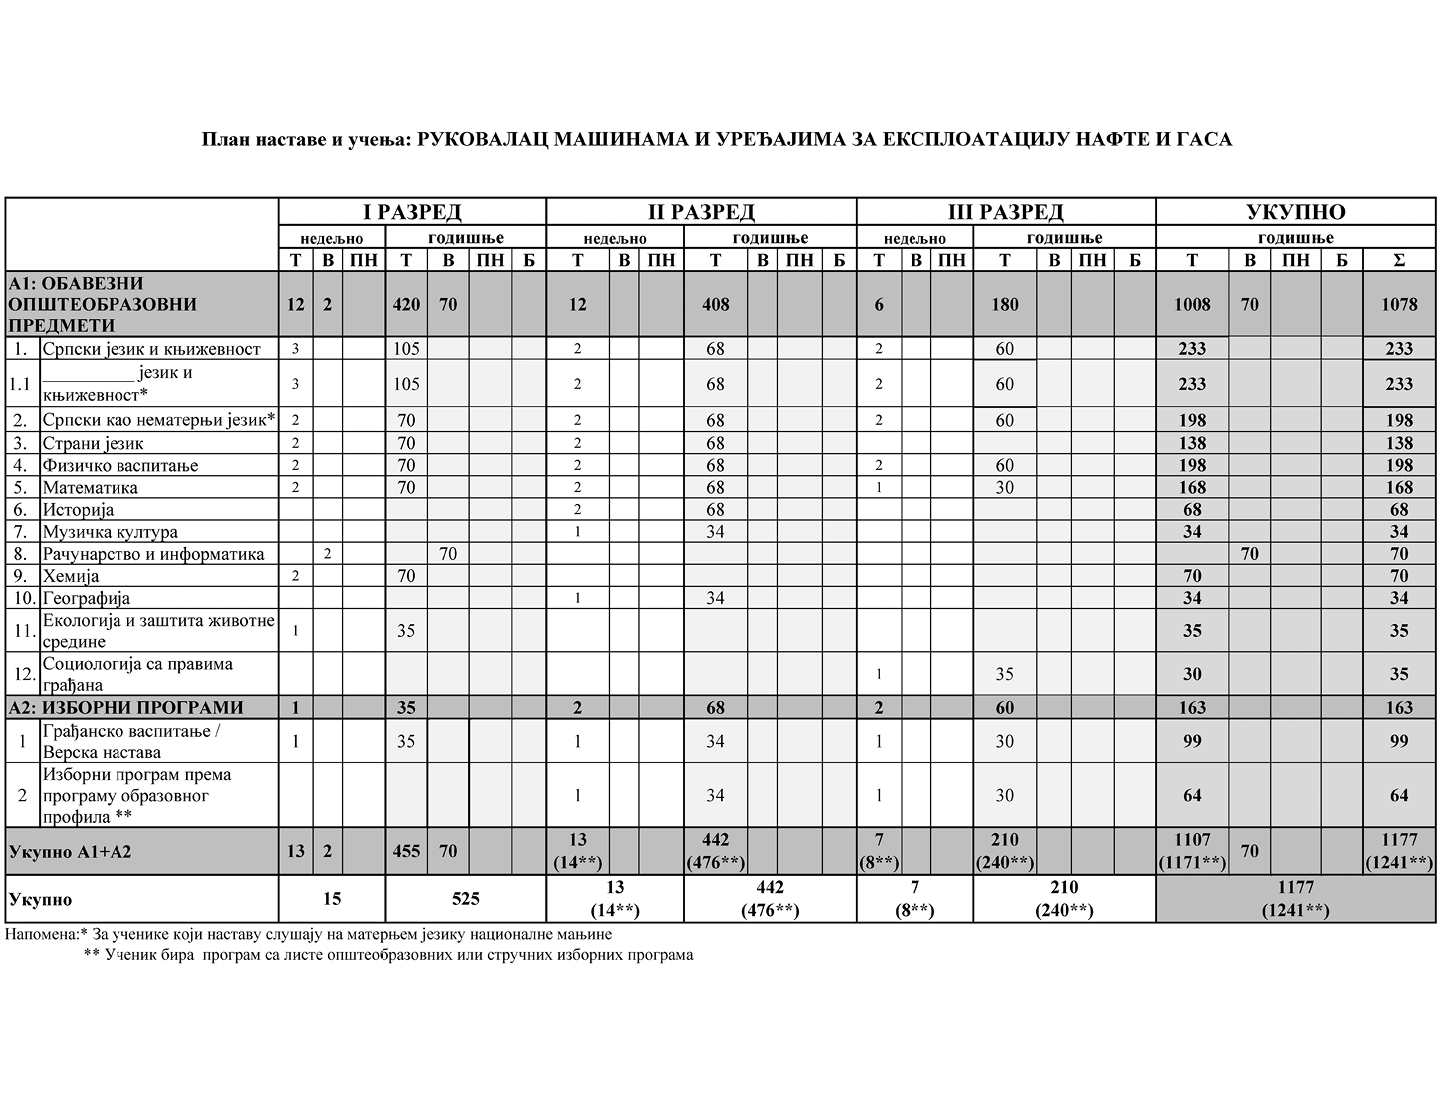 План наставе и учења: РУКОВАЛАЦ МАШИНАМА И УРЕЂАЈИМА ЗА ЕКСПЛОАТАЦИЈУ НАФТЕ И ГАСА
I РАЗРЕД II РАЗРЕД III РАЗРЕД УКУПНО
недељно годишње недељно годишње недељно годишње годишње
Т В ПН Т В ПН Б Т В ПН Т В ПН Б Т В ПН Т В ПН Б Т В ПН Б Σ
А1: ОБАВЕЗНИ
ОПШТЕОБРАЗОВНИ 12 2 420 70 12 408 6 180 1008 70 1078
ПРЕДМЕТИ
1. Српски језик и књижевност 3 105 2 68 2 60 233 233
1.1 __________ језик и
књижевност* 3 105 2 68 2 60 233 233
2. Српски као нематерњи језик* 2 70 2 68 2 60 198 198
3. Страни језик 2 70 2 68 138 138
4. Физичко васпитање 2 70 2 68 2 60 198 198
5. Математика 2 70 2 68 1 30 168 168
6. Историја 2 68 68 68
7. Музичка култура 1 34 34 34
8. Рачунарство и информатика 2 70 70 70
9. Хемија 2 70 70 70
10. Географија 1 34 34 34
11. Екологија и заштита животне
средине 1 35 35 35
12. Социологија са правима
грађана 1 35 30 35
А2: ИЗБОРНИ ПРОГРАМИ 1 35 2 68 2 60 163 163
1 Грађанско васпитање /
Верска настава 1 35 1 34 1 30 99 99
2 Изборни програм према
програму образовног 1 34 1 30 64 64
профила **
Укупно А1+А2 13 2 455 70 13 442 7 210 1107 70 1177
(14**) (476**) (8**) (240**) (1171**) (1241**)
Укупно 15 525 13 442 7 210 1177
(14**) (476**) (8**) (240**) (1241**)
Напомена:* За ученике који наставу слушају на матерњем језику националне мањине
** Ученик бира програм са листе општеобразовних или стручних изборних програма